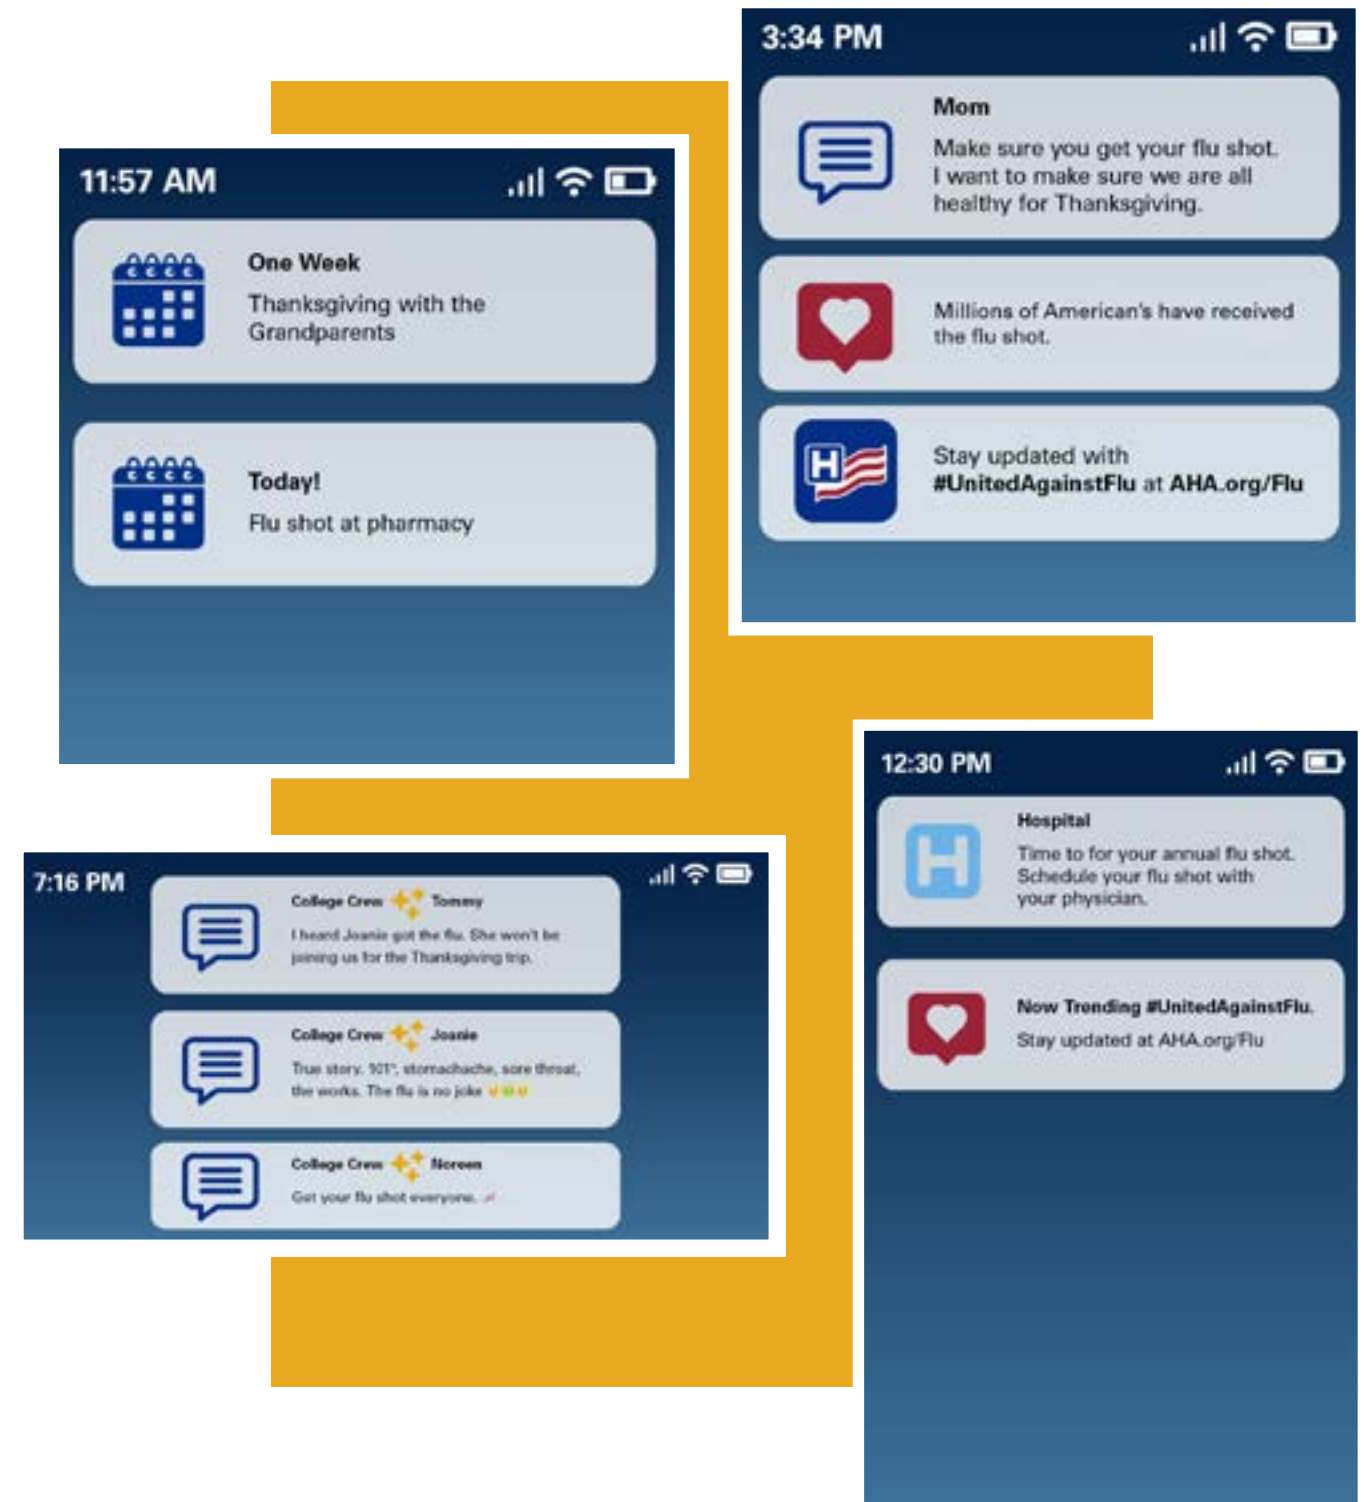 11:57 AM
One Week
Thanksgiving with the
Grandparents
Today!
Flu shot at pharmacy
3:34 PM
Mom
Make sure you get your flu shot.
I want to make sure we are all
healthy for Thanksgiving.
Millions of American's have received
the flu shot.
H
Stay updated with
#UnitedAgainstFlu at AHA.org/Flu
7:16 PM
College Crew Tommy
I heard Joanie got the flu. She won't be
joining us for the Thanksgiving trip.
College Crew Joanie
True story. 101°, stomachache, sore throat,
the works. The flu is no joke
College Crew Noreen
Get your flu shot everyone.
12:30 PM
H
Hospital
Time to for your annual flu shot.
Schedule your flu shot with
your physician.
Now Trending #UnitedAgainstFlu.
Stay updated at AHA.org/Flu